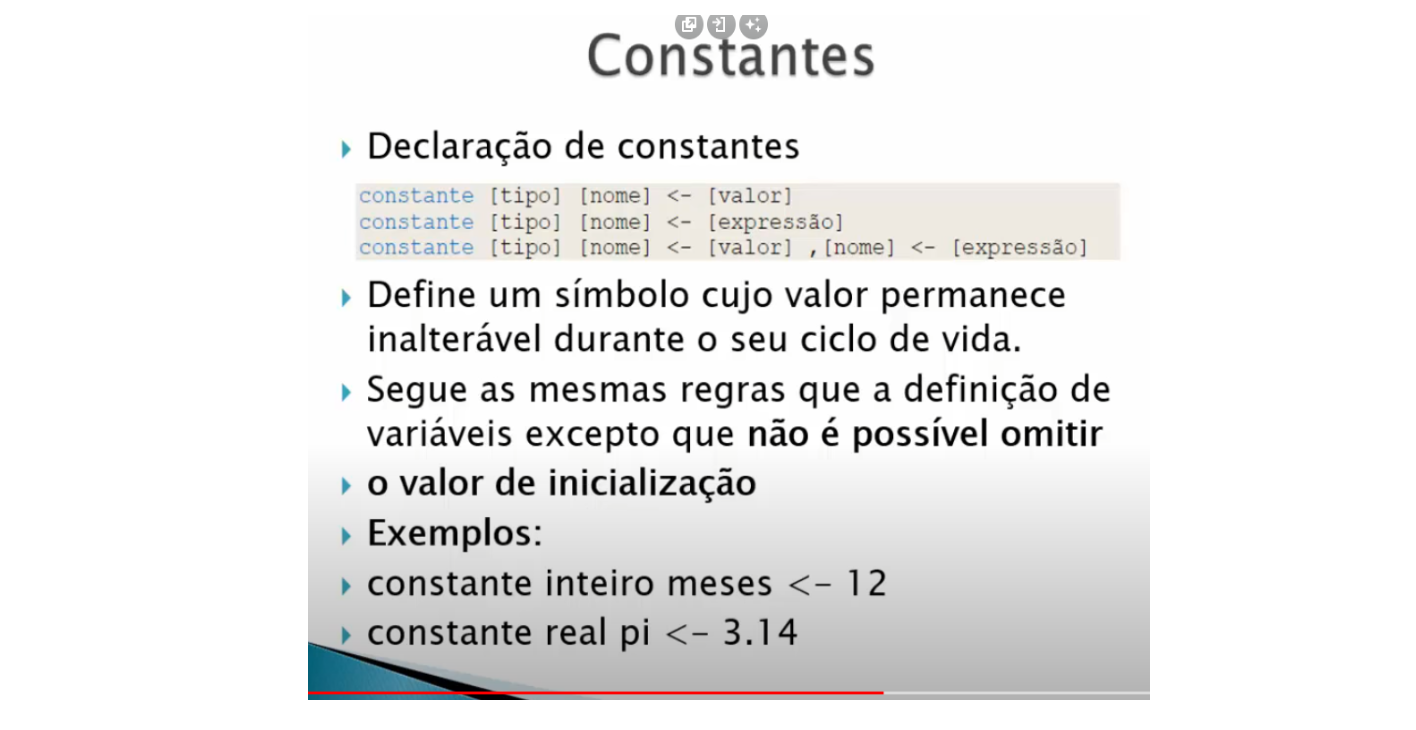 Constantes
Declaração de constantes
constante [tipo] [nome] <- [valor]
constante [tipo] [nome] <- [expressão]
constante [tipo] [nome] <- [valor] ,[nome] <- [expressão]
Define um símbolo cujo valor permanece
inalterável durante o seu ciclo de vida.
Segue as mesmas regras que a definição de
variáveis excepto que não é possível omitir
o valor de inicialização
Exemplos:
constante inteiro meses <- 12
constante real pi <- 3.14